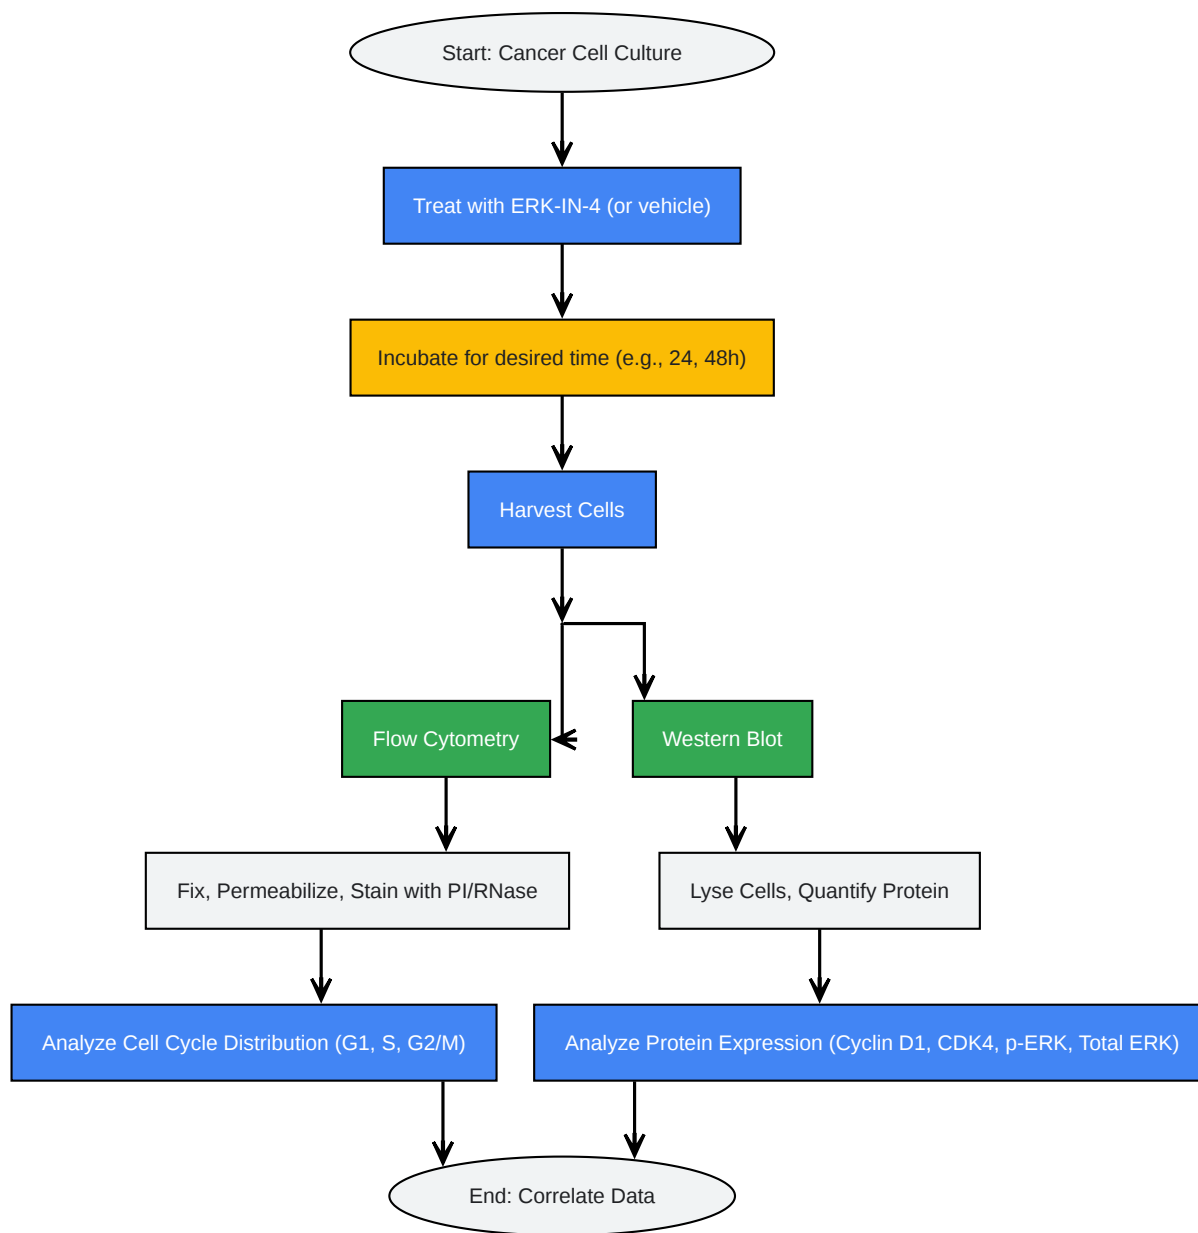 Start: Cancer Cell Culture
Treat with ERK-IN-4 (or vehicle)
Incubate for desired time (e.g., 24, 48h)
Harvest Cells
Flow Cytometry
Western Blot
Fix, Permeabilize, Stain with PI/RNase
Lyse Cells, Quantify Protein
Analyze Cell Cycle Distribution (G1, S, G2/M)
Analyze Protein Expression (Cyclin D1, CDK4, p-ERK, Total ERK)
End: Correlate Data